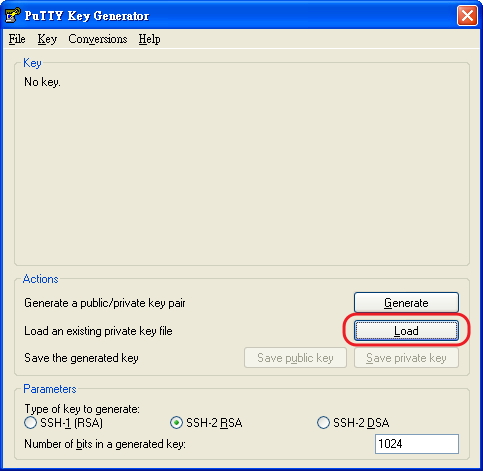 PuTTY Key Generator
File Key Conversions Help
Key
No key.
Actions
Generate a public/private key pair Generate
Load an existing private key file Load
Save the generated key Save public key Save private key
Parameters
Type of key to generate:
SSH-1 (RSA) SSH-2 RSA SSH-2 DSA
Number of bits in a generated key: 1024